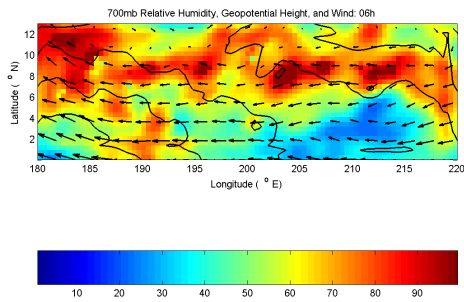 700mb Relative Humidity, Geopotential Height, and Wind: 06h
12
10
8
6
4
2
Latitude ( ° N)
180 185 190 195 200 205 210 215 220
Longitude ( ° E)
10 20 30 40 50 60 70 80 90